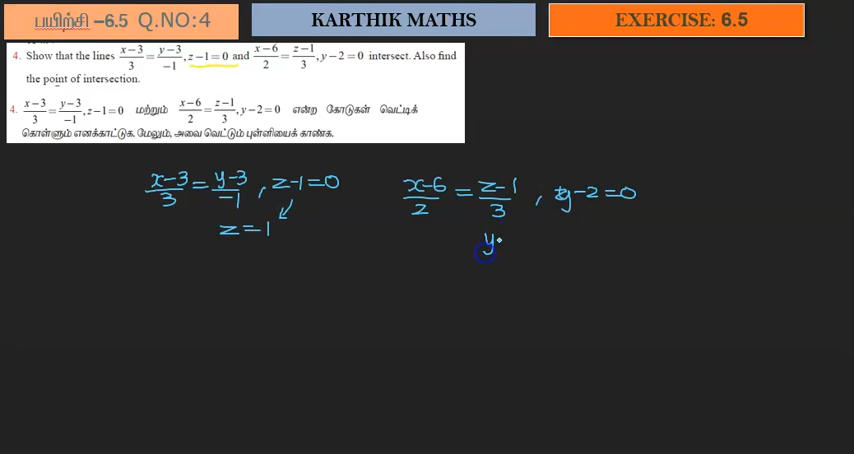 பயிற்சி –6.5 Q.NO:4
KARTHIK MATHS
EXERCISE: 6.5
4. Show that the lines x−3/3 = y−3/−1, z−1=0 and x−6/2 = z−1/3, y−2=0 intersect. Also find
the point of intersection.
4. x−3/3 = y−3/−1, z−1=0 மற்றும் x−6/2 = z−1/3, y−2=0 என்ற கோடுகள் வெட்டிக்
கொள்ளும் எனக்காட்டுக. மேலும், அவை வெட்டும் புள்ளியைக் காண்க.
x−3/3 = y−3/−1, z−1=0
x−6/2 = z−1/3, y−2=0
z=1
y